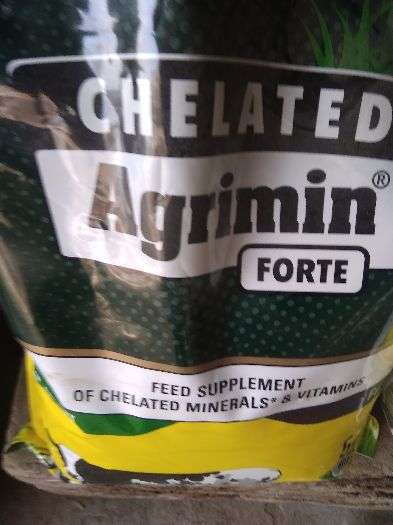 CHELATED
Agrimin®
FORTE
FEED SUPPLEMENT
OF CHELATED MINERALS* & VITAMINS